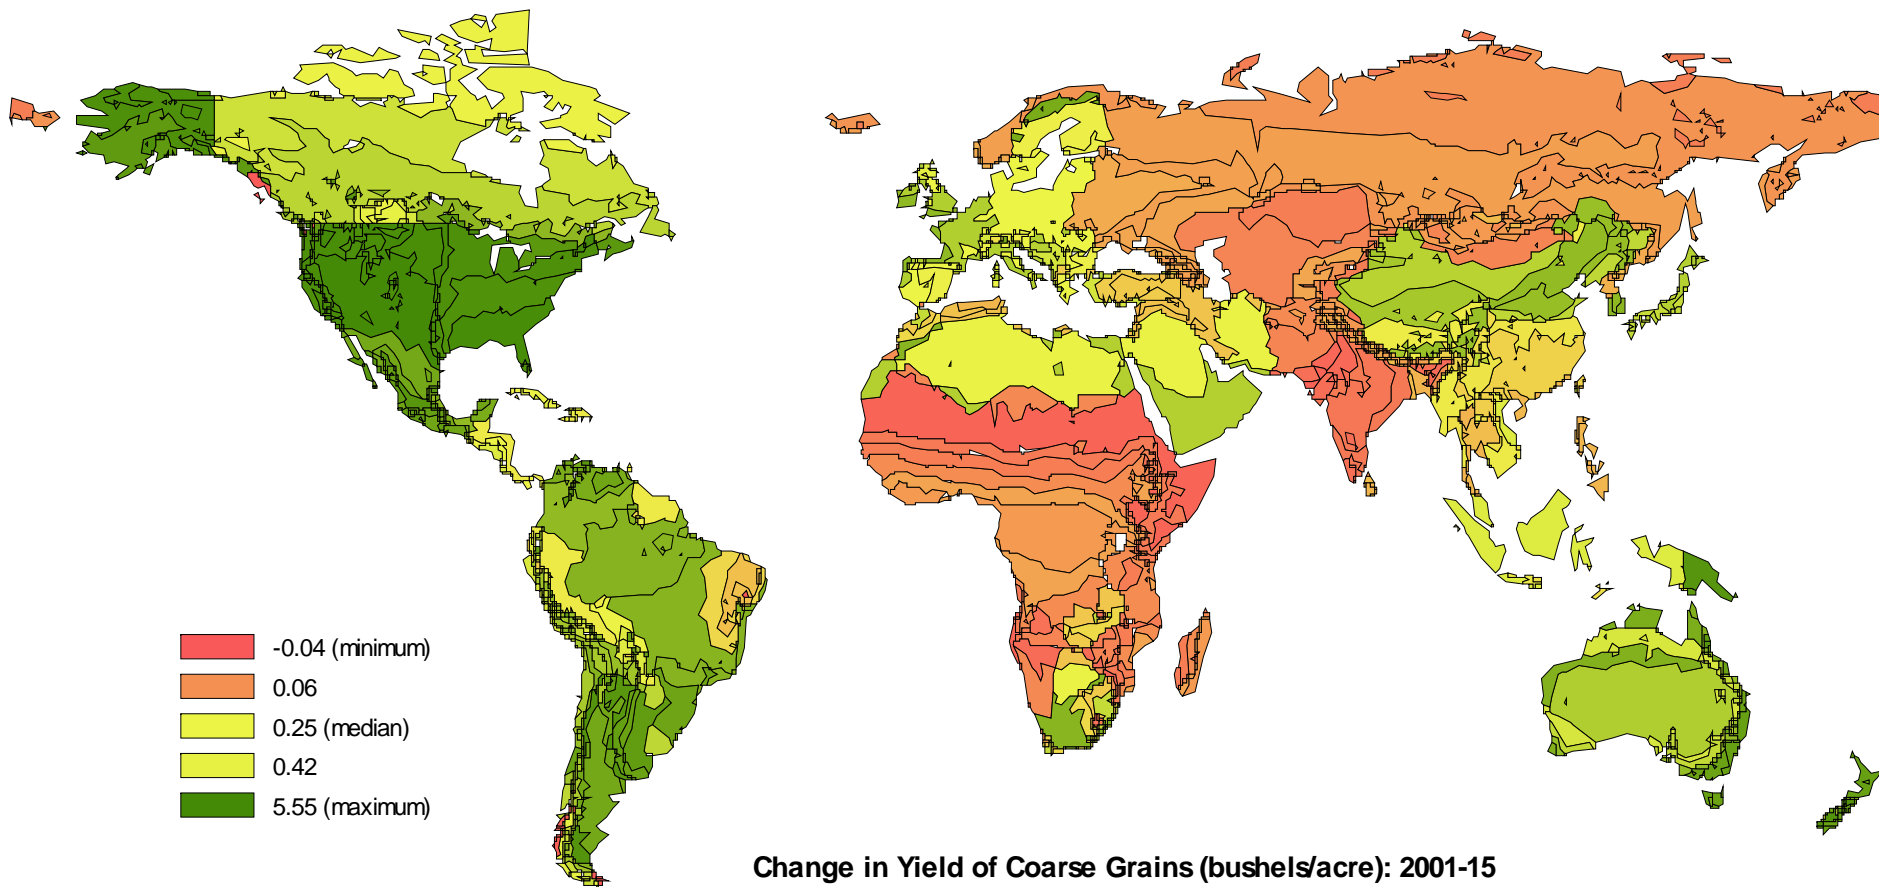 -0.04 (minimum)
0.06
0.25 (median)
0.42
5.55 (maximum)
Change in Yield of Coarse Grains (bushels/acre): 2001-15